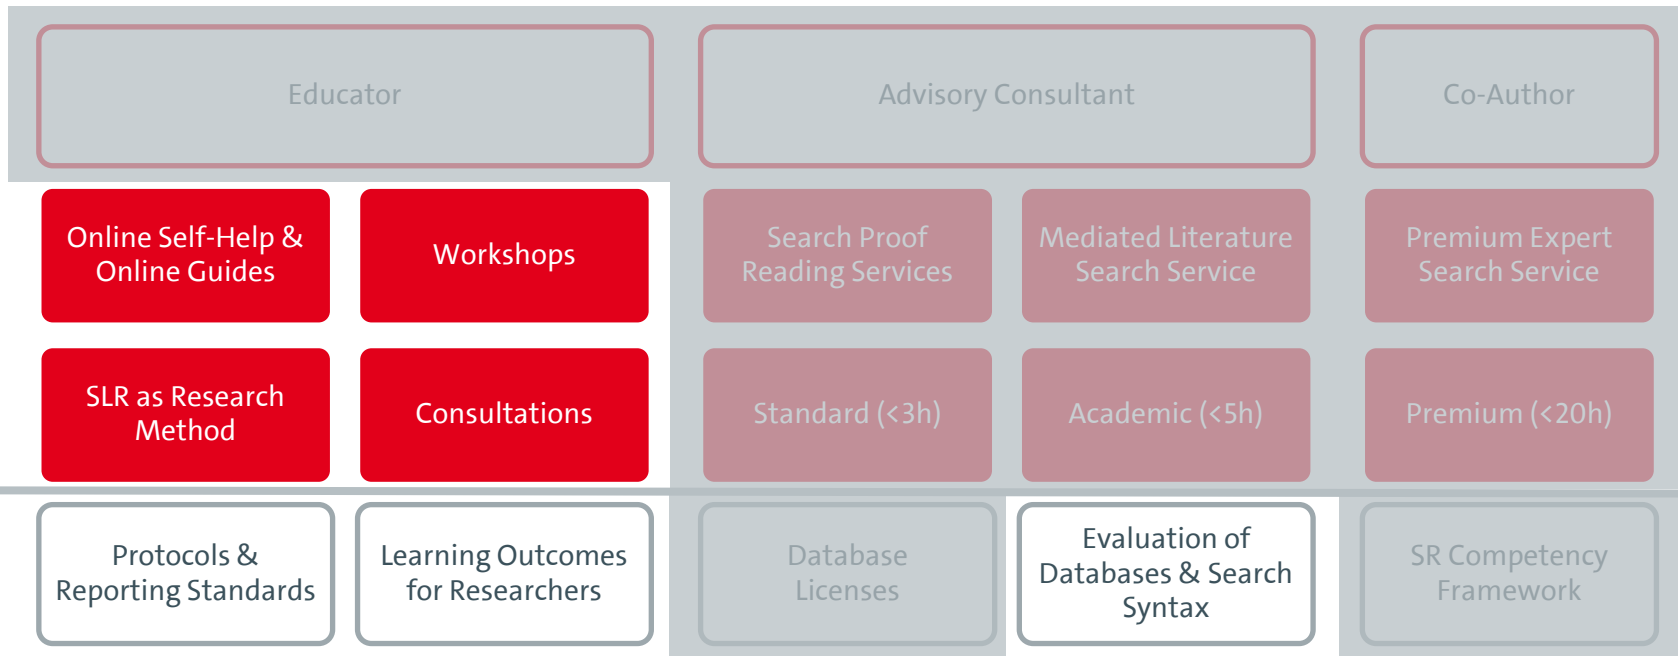 Educator
Advisory Consultant
Co-Author
Online Self-Help &
Online Guides
Workshops
Search Proof
Reading Services
Mediated Literature
Search Service
Premium Expert
Search Service
SLR as Research
Method
Consultations
Standard (<3h)
Academic (<5h)
Premium (<20h)
Protocols &
Reporting Standards
Learning Outcomes
for Researchers
Database
Licenses
Evaluation of
Databases & Search
Syntax
SR Competency
Framework